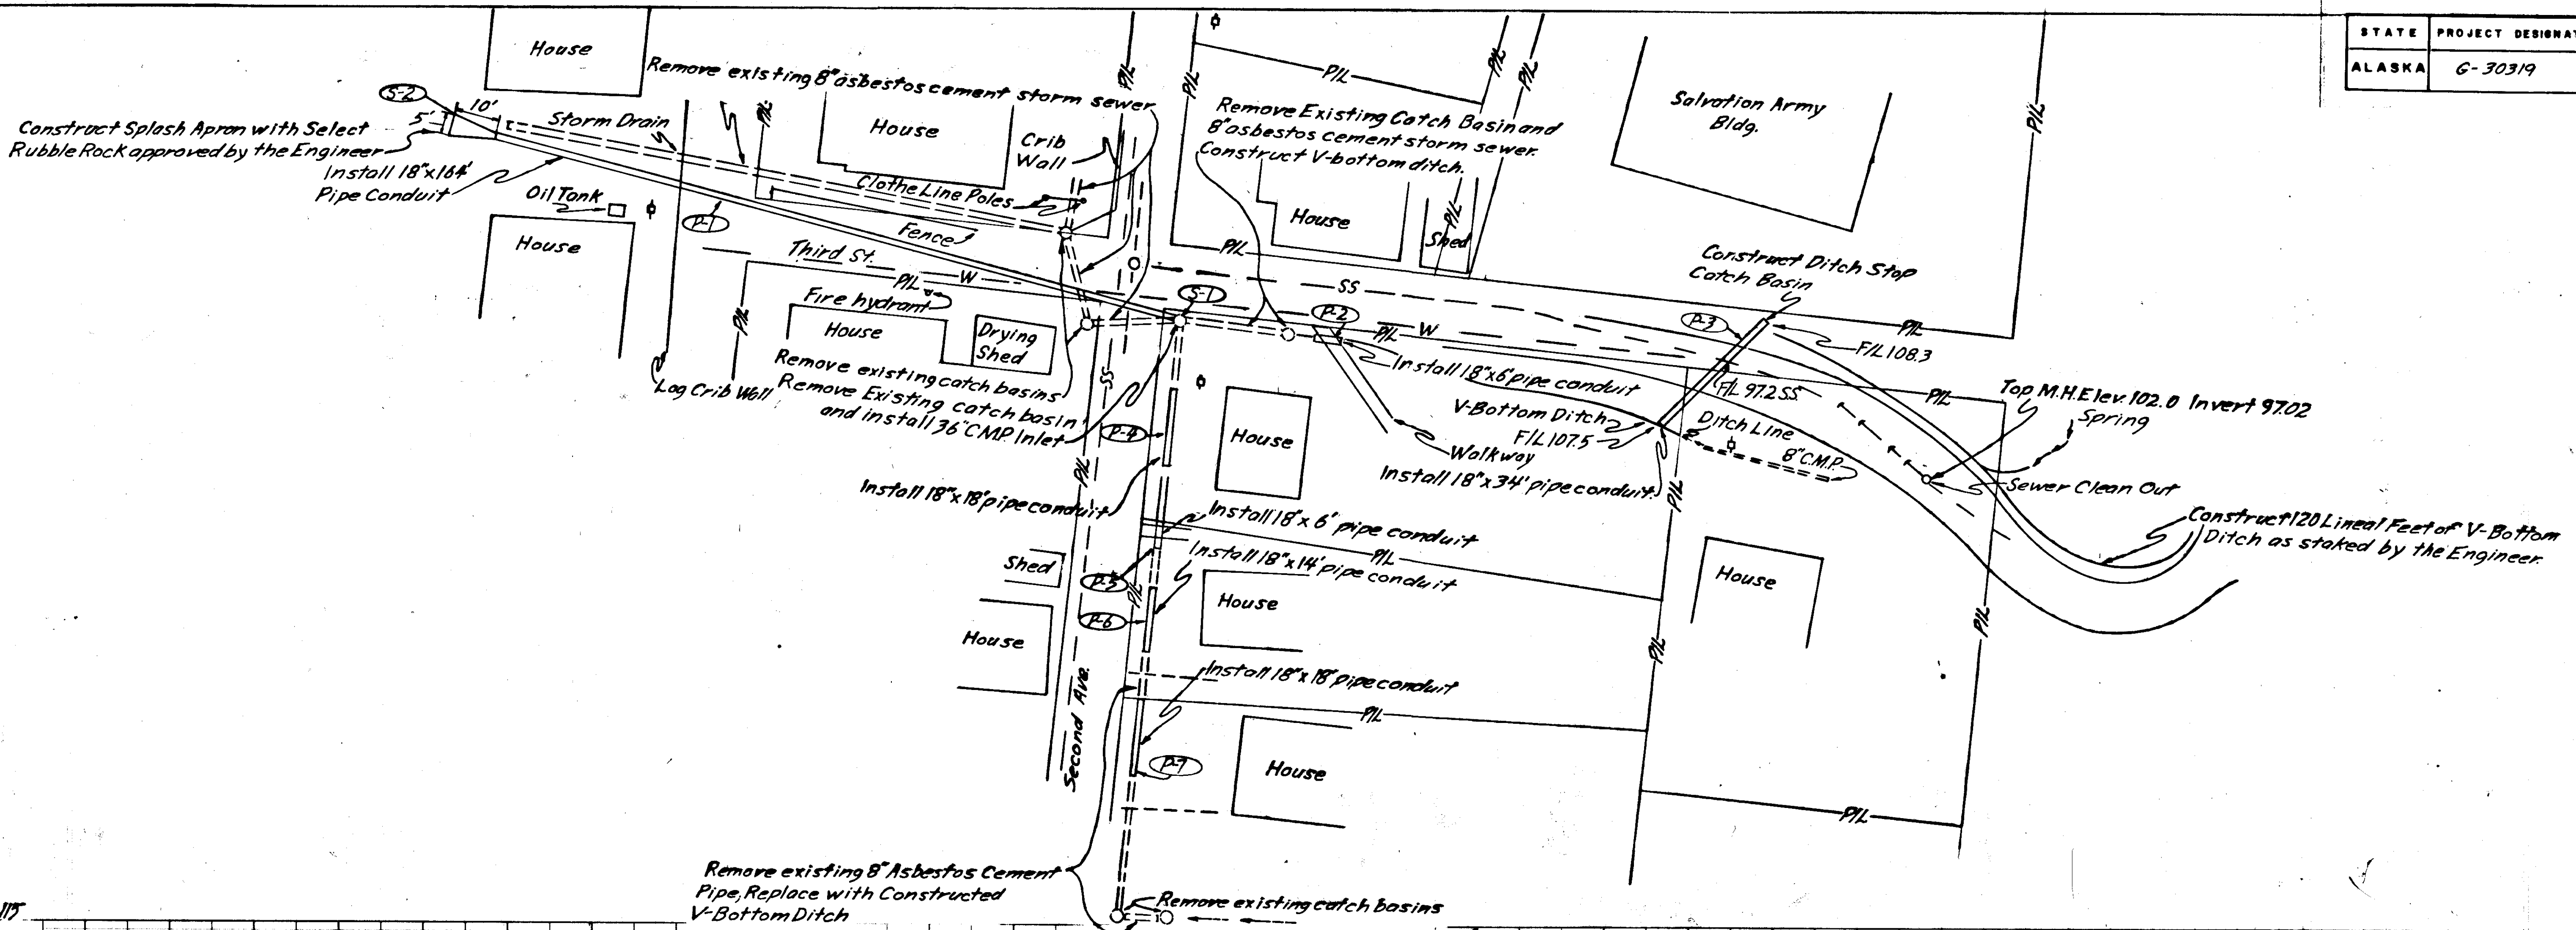 STATE
PROJECT DESIGNAT
ALASKA
G-30319
House
Remove existing 8" asbestos cement storm sewer
P/L
P/L
P/L
P/L
P/L
Salvation Army
Bldg.
P/L
S-2
10'
5'
Storm Drain
P/L
House
Crib
Wall
Remove Existing Catch Basin and
8" asbestos cement storm sewer.
Construct V-bottom ditch.
Construct Splash Apron with Select
Rubble Rock approved by the Engineer
Install 18"x164'
Pipe Conduit
Oil Tank
Clothe Line Poles
House
P/L
Shed
P-1
House
Fence
P/L
Third St.
W
SS
Construct Ditch Stop
Catch Basin
P/L
Fire hydrant
S-1
P-2
P/L
W
P-3
P/L
F/L 108.3
P/L
House
Drying
Shed
Install 18"x6' pipe conduit
F/L 97.2 SS
P/L
Top M.H. Elev. 102.0 Invert 97.02
Spring
Log Crib Wall
Remove existing catch basins
Remove Existing catch basin
and install 36" C.M.P. Inlet
SS
P-4
House
V-Bottom Ditch
F/L 107.5
Ditch Line
8" C.M.P.
Walkway
Install 18"x34' pipe conduit
P/L
P/L
Sewer Clean Out
Install 18"x18' pipe conduit
Install 18"x6' pipe conduit
Construct 120 Lineal Feet of V-Bottom
Ditch as staked by the Engineer.
Install 18"x14' pipe conduit
P/L
Shed
P-5
P/L
House
House
P-6
House
P/L
P/L
Second Ave.
Install 18"x18' pipe conduit
P/L
P-7
House
P/L
Remove existing 8" Asbestos Cement
Pipe, Replace with Constructed
V-Bottom Ditch
Remove existing catch basins
115